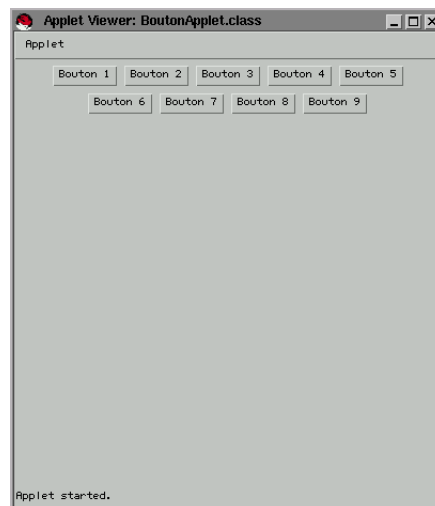 Applet Viewer: BoutonApplet.class
Applet
Bouton 1 Bouton 2 Bouton 3 Bouton 4 Bouton 5
Bouton 6 Bouton 7 Bouton 8 Bouton 9
Applet started.